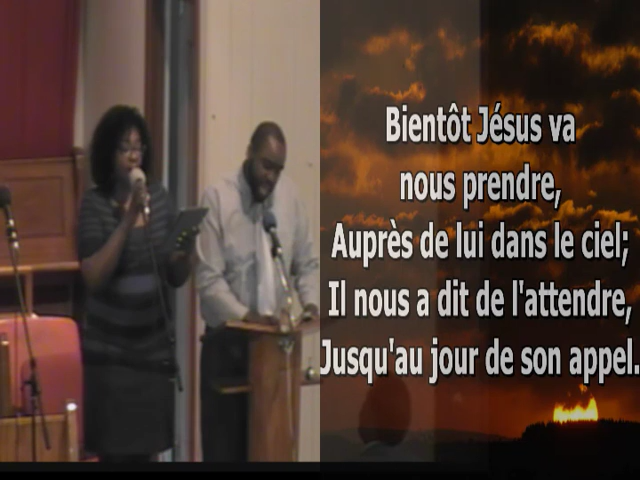 Bientôt Jésus va
nous prendre,
Auprès de lui dans le ciel;
Il nous a dit de l'attendre,
Jusqu'au jour de son appel.